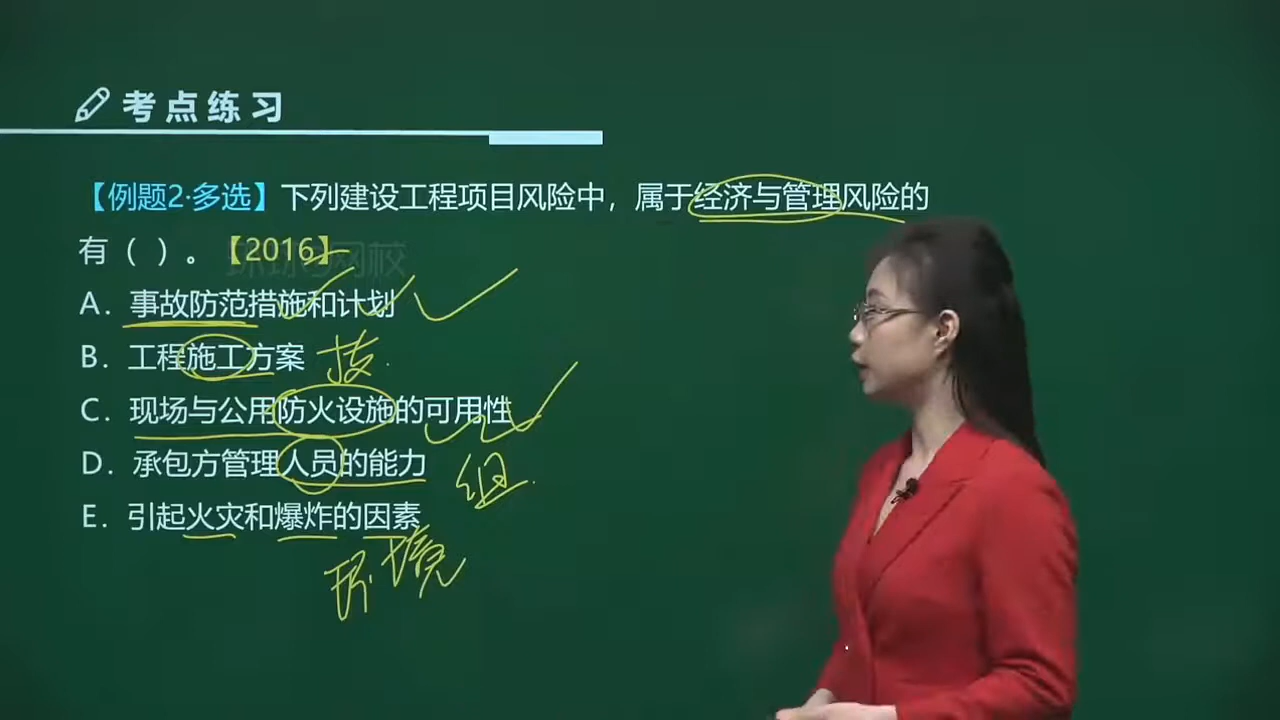 考点练习
【例题2·多选】下列建设工程项目风险中，属于经济与管理风险的
有（ ）。【2016】
环球网校
A．事故防范措施和计划
B．工程施工方案 技
C．现场与公用防火设施的可用性
D．承包方管理人员的能力 组
E．引起火灾和爆炸的因素
环境